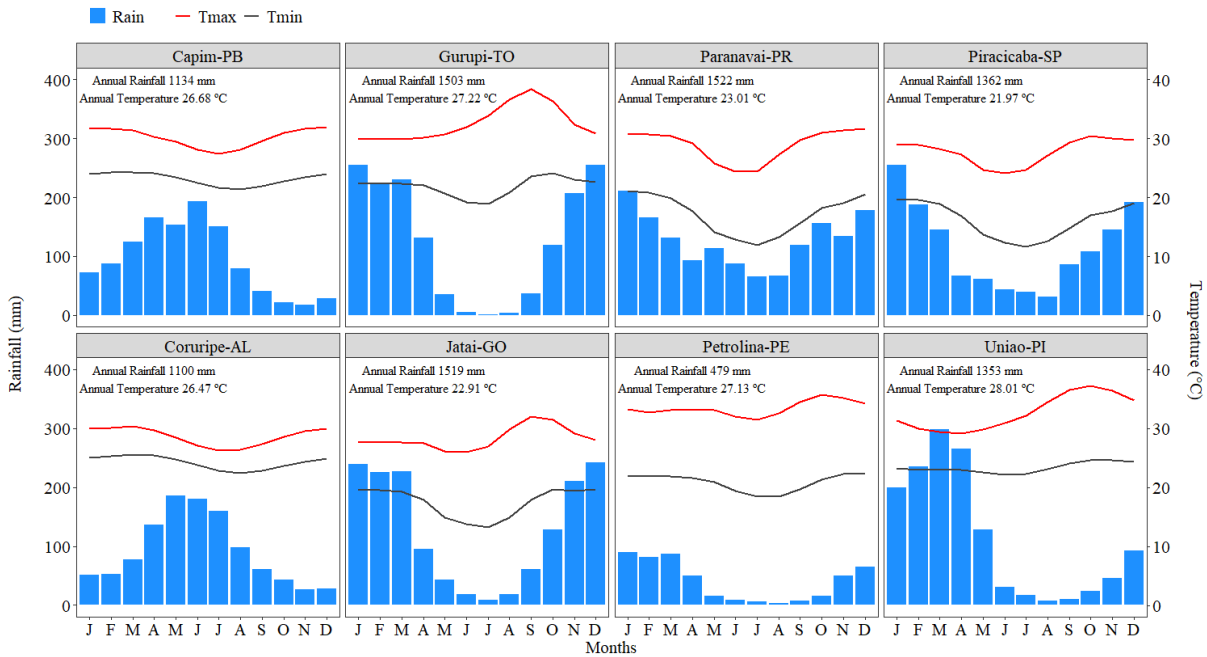 Rain Tmax Tmin
Capim-PB Gurupi-TO Paranavai-PR Piracicaba-SP
Annual Rainfall 1134 mm Annual Rainfall 1503 mm Annual Rainfall 1522 mm Annual Rainfall 1362 mm
Annual Temperature 26.68 °C Annual Temperature 27.22 °C Annual Temperature 23.01 °C Annual Temperature 21.97 °C
400 40
300 30
200 20
100 10
0 0
Rainfall (mm)
Temperature (°C)
Coruripe-AL Jatai-GO Petrolina-PE Uniao-PI
Annual Rainfall 1100 mm Annual Rainfall 1519 mm Annual Rainfall 479 mm Annual Rainfall 1353 mm
Annual Temperature 26.47 °C Annual Temperature 22.91 °C Annual Temperature 27.13 °C Annual Temperature 28.01 °C
400 40
300 30
200 20
100 10
0 0
J F M A M J J A S O N D J F M A M J J A S O N D J F M A M J J A S O N D J F M A M J J A S O N D
Months